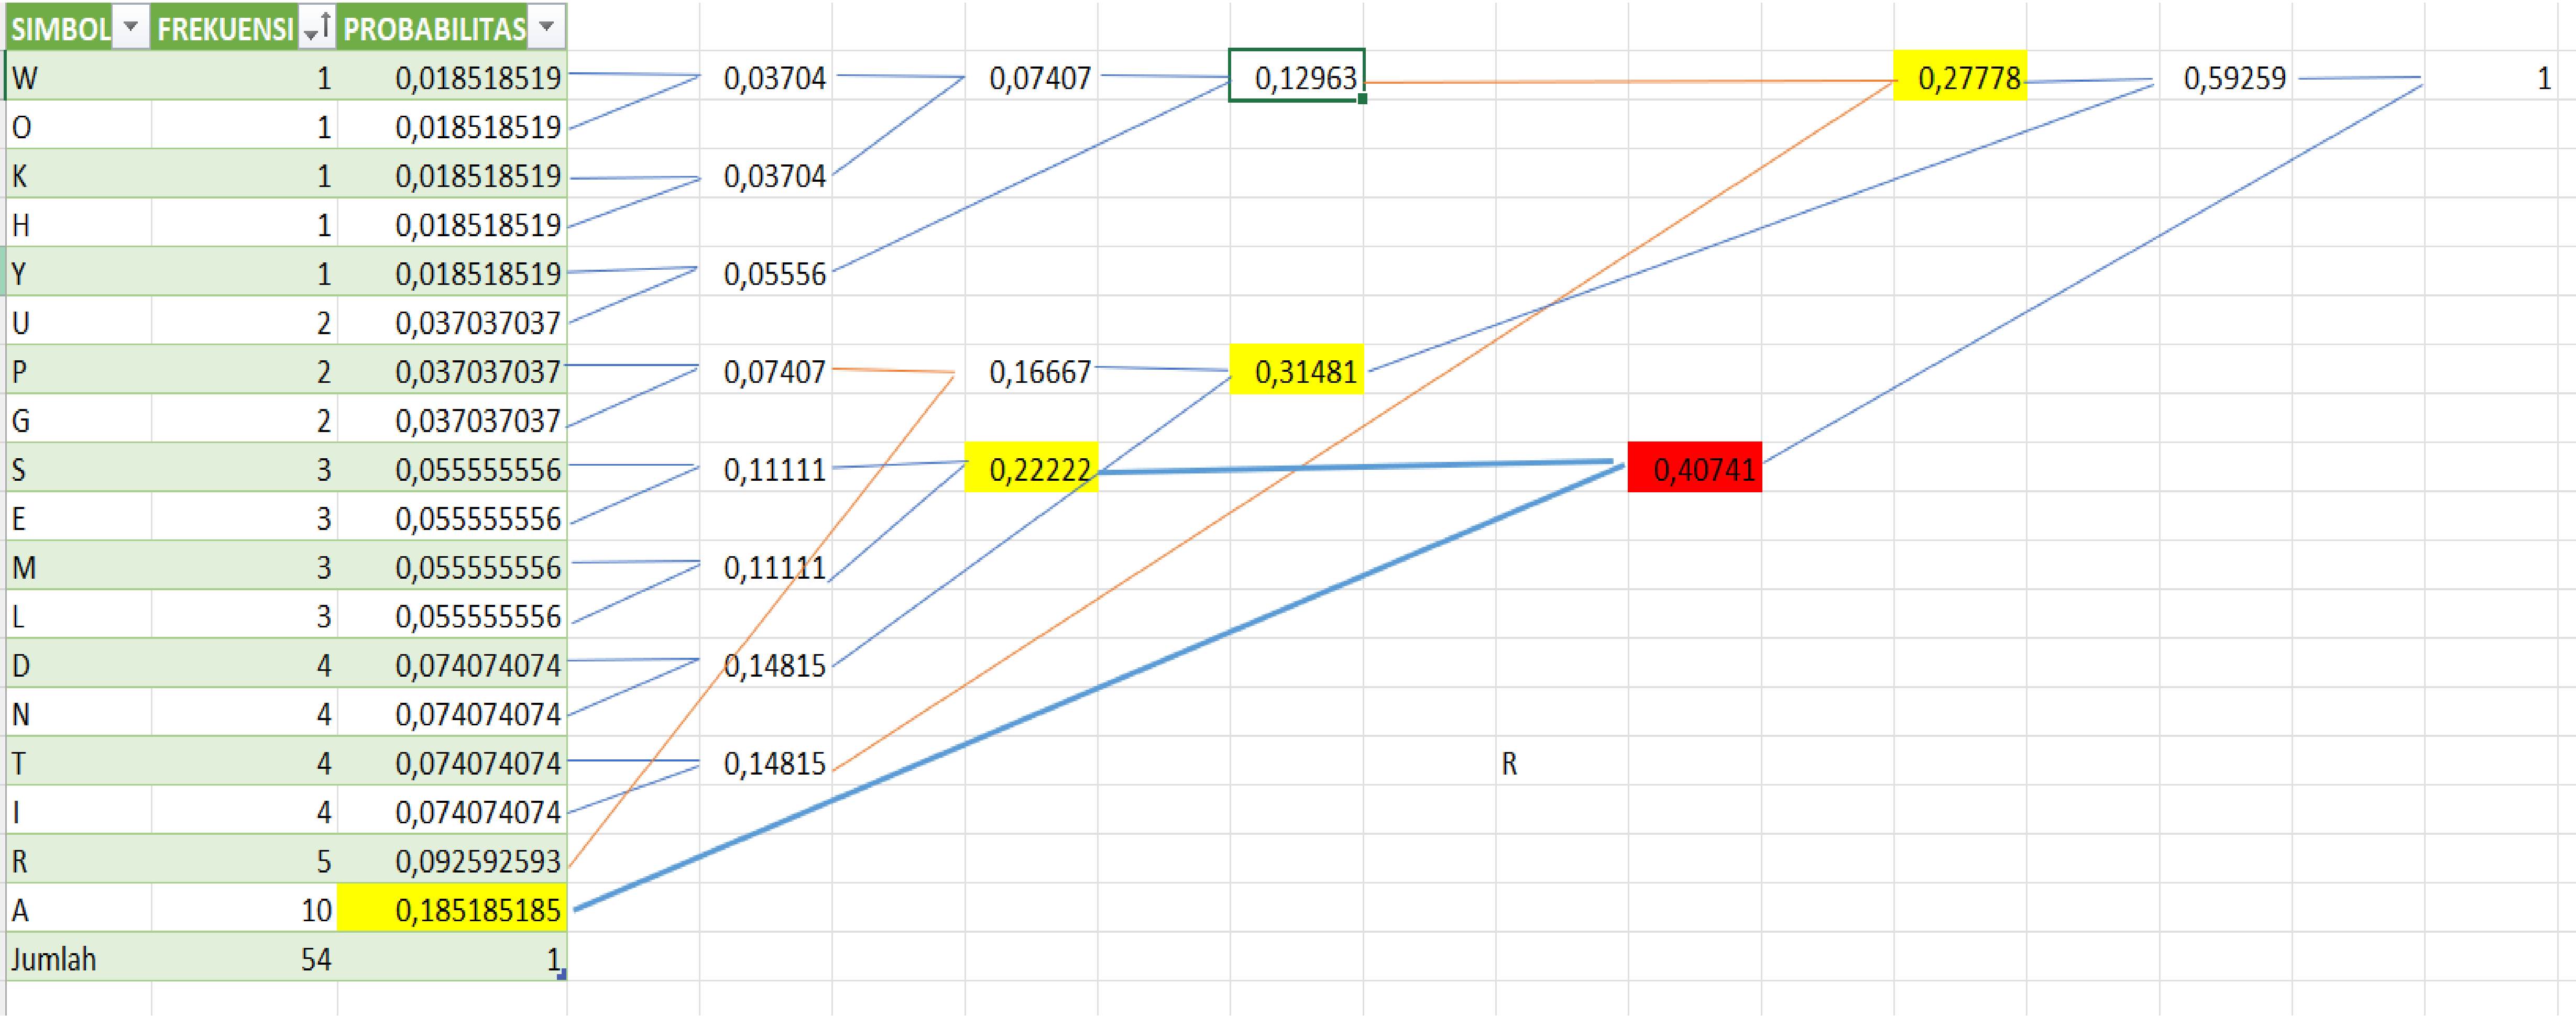 SIMBOL FREKUENSI PROBABILITAS
W 1 0,018518519 0,03704 0,07407 0,12963 0,27778 0,59259 1
O 1 0,018518519
K 1 0,018518519 0,03704
H 1 0,018518519
Y 1 0,018518519 0,05556
U 2 0,037037037
P 2 0,037037037 0,07407 0,16667 0,31481
G 2 0,037037037
S 3 0,055555556 0,11111 0,22222 0,40741
E 3 0,055555556
M 3 0,055555556 0,11111
L 3 0,055555556
D 4 0,074074074 0,14815
N 4 0,074074074
T 4 0,074074074 0,14815 R
I 4 0,074074074
R 5 0,092592593
A 10 0,185185185
Jumlah 54 1